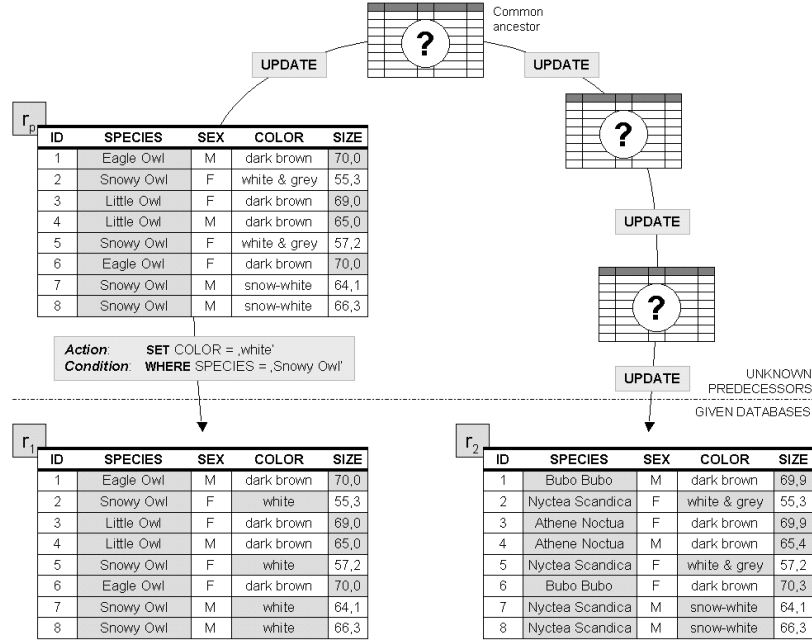 Common
ancestor
?
UPDATE
UPDATE
rp
ID SPECIES SEX COLOR SIZE
1 Eagle Owl M dark brown 70,0
2 Snowy Owl F white & grey 55,3
3 Little Owl F dark brown 69,0
4 Little Owl M dark brown 65,0
5 Snowy Owl F white & grey 57,2
6 Eagle Owl F dark brown 70,0
7 Snowy Owl M snow-white 64,1
8 Snowy Owl M snow-white 66,3
?
UPDATE
?
Action: SET COLOR = ‚white'
Condition: WHERE SPECIES = ‚Snowy Owl'
UPDATE
UNKNOWN
PREDECESSORS
GIVEN DATABASES
r1
ID SPECIES SEX COLOR SIZE
1 Eagle Owl M dark brown 70,0
2 Snowy Owl F white 55,3
3 Little Owl F dark brown 69,0
4 Little Owl M dark brown 65,0
5 Snowy Owl F white 57,2
6 Eagle Owl F dark brown 70,0
7 Snowy Owl M white 64,1
8 Snowy Owl M white 66,3
r2
ID SPECIES SEX COLOR SIZE
1 Bubo Bubo M dark brown 69,9
2 Nyctea Scandica F white & grey 55,3
3 Athene Noctua F dark brown 69,9
4 Athene Noctua M dark brown 65,4
5 Nyctea Scandica F white & grey 57,2
6 Bubo Bubo F dark brown 70,3
7 Nyctea Scandica M snow-white 64,1
8 Nyctea Scandica M snow-white 66,3